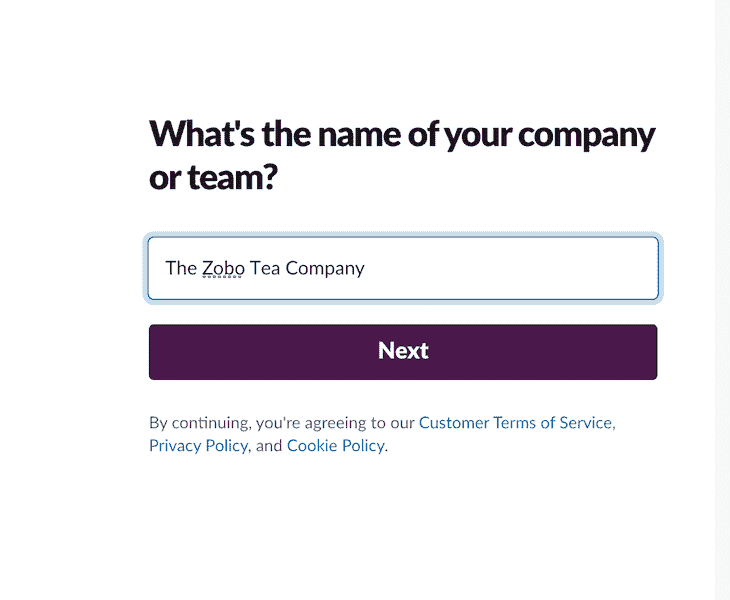 What's the name of your company
or team?
The Zobo Tea Company
Next
By continuing, you're agreeing to our Customer Terms of Service,
Privacy Policy, and Cookie Policy.